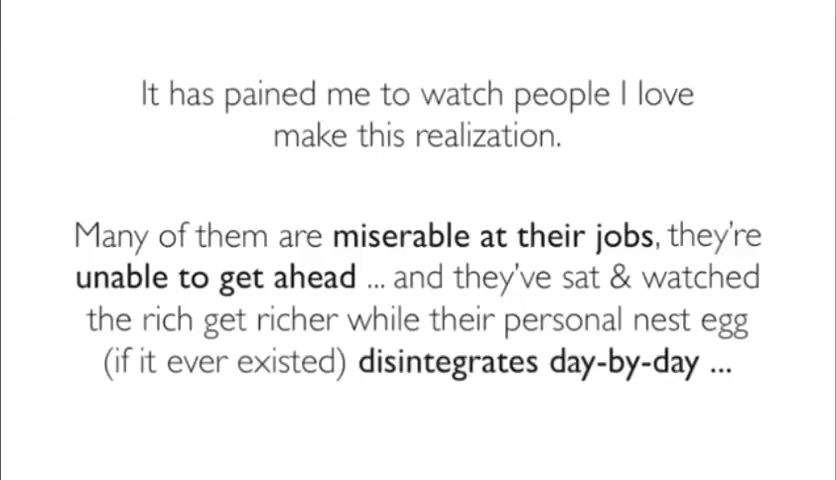 It has pained me to watch people I love
make this realization.
Many of them are miserable at their jobs, they're
unable to get ahead ... and they've sat & watched
the rich get richer while their personal nest egg
(if it ever existed) disintegrates day-by-day ...